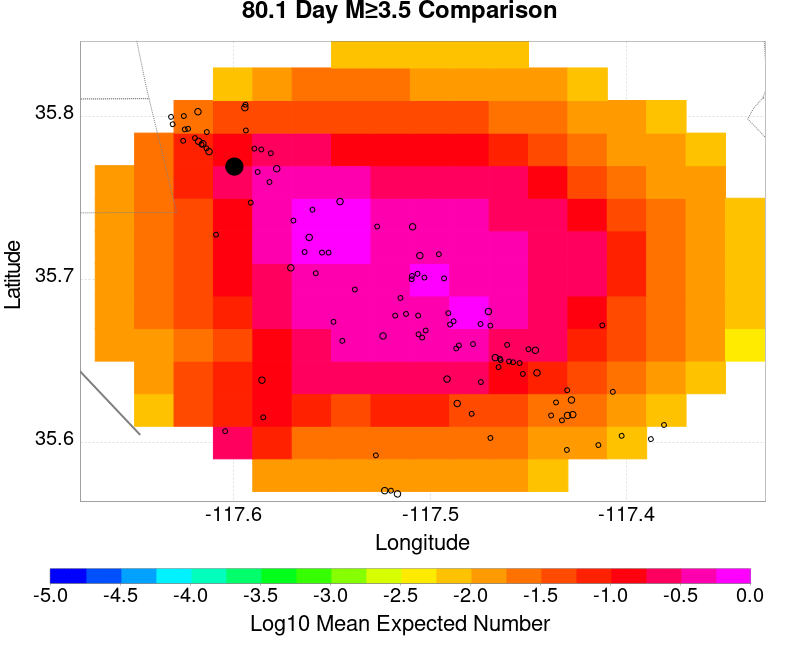 80.1 Day M≥3.5 Comparison
35.8
35.7
35.6
Latitude
-117.6 -117.5 -117.4
Longitude
-5.0 -4.5 -4.0 -3.5 -3.0 -2.5 -2.0 -1.5 -1.0 -0.5 0.0
Log10 Mean Expected Number